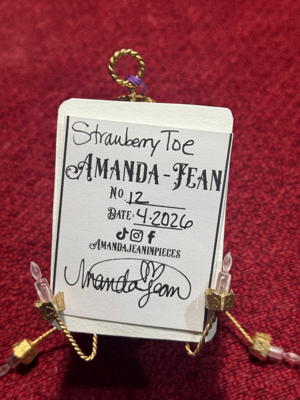 Strawberry Toe
AMANDA-JEAN
NO. 12
DATE: 4.2026
AMANDAJEANINPIECES
Amanda Jean